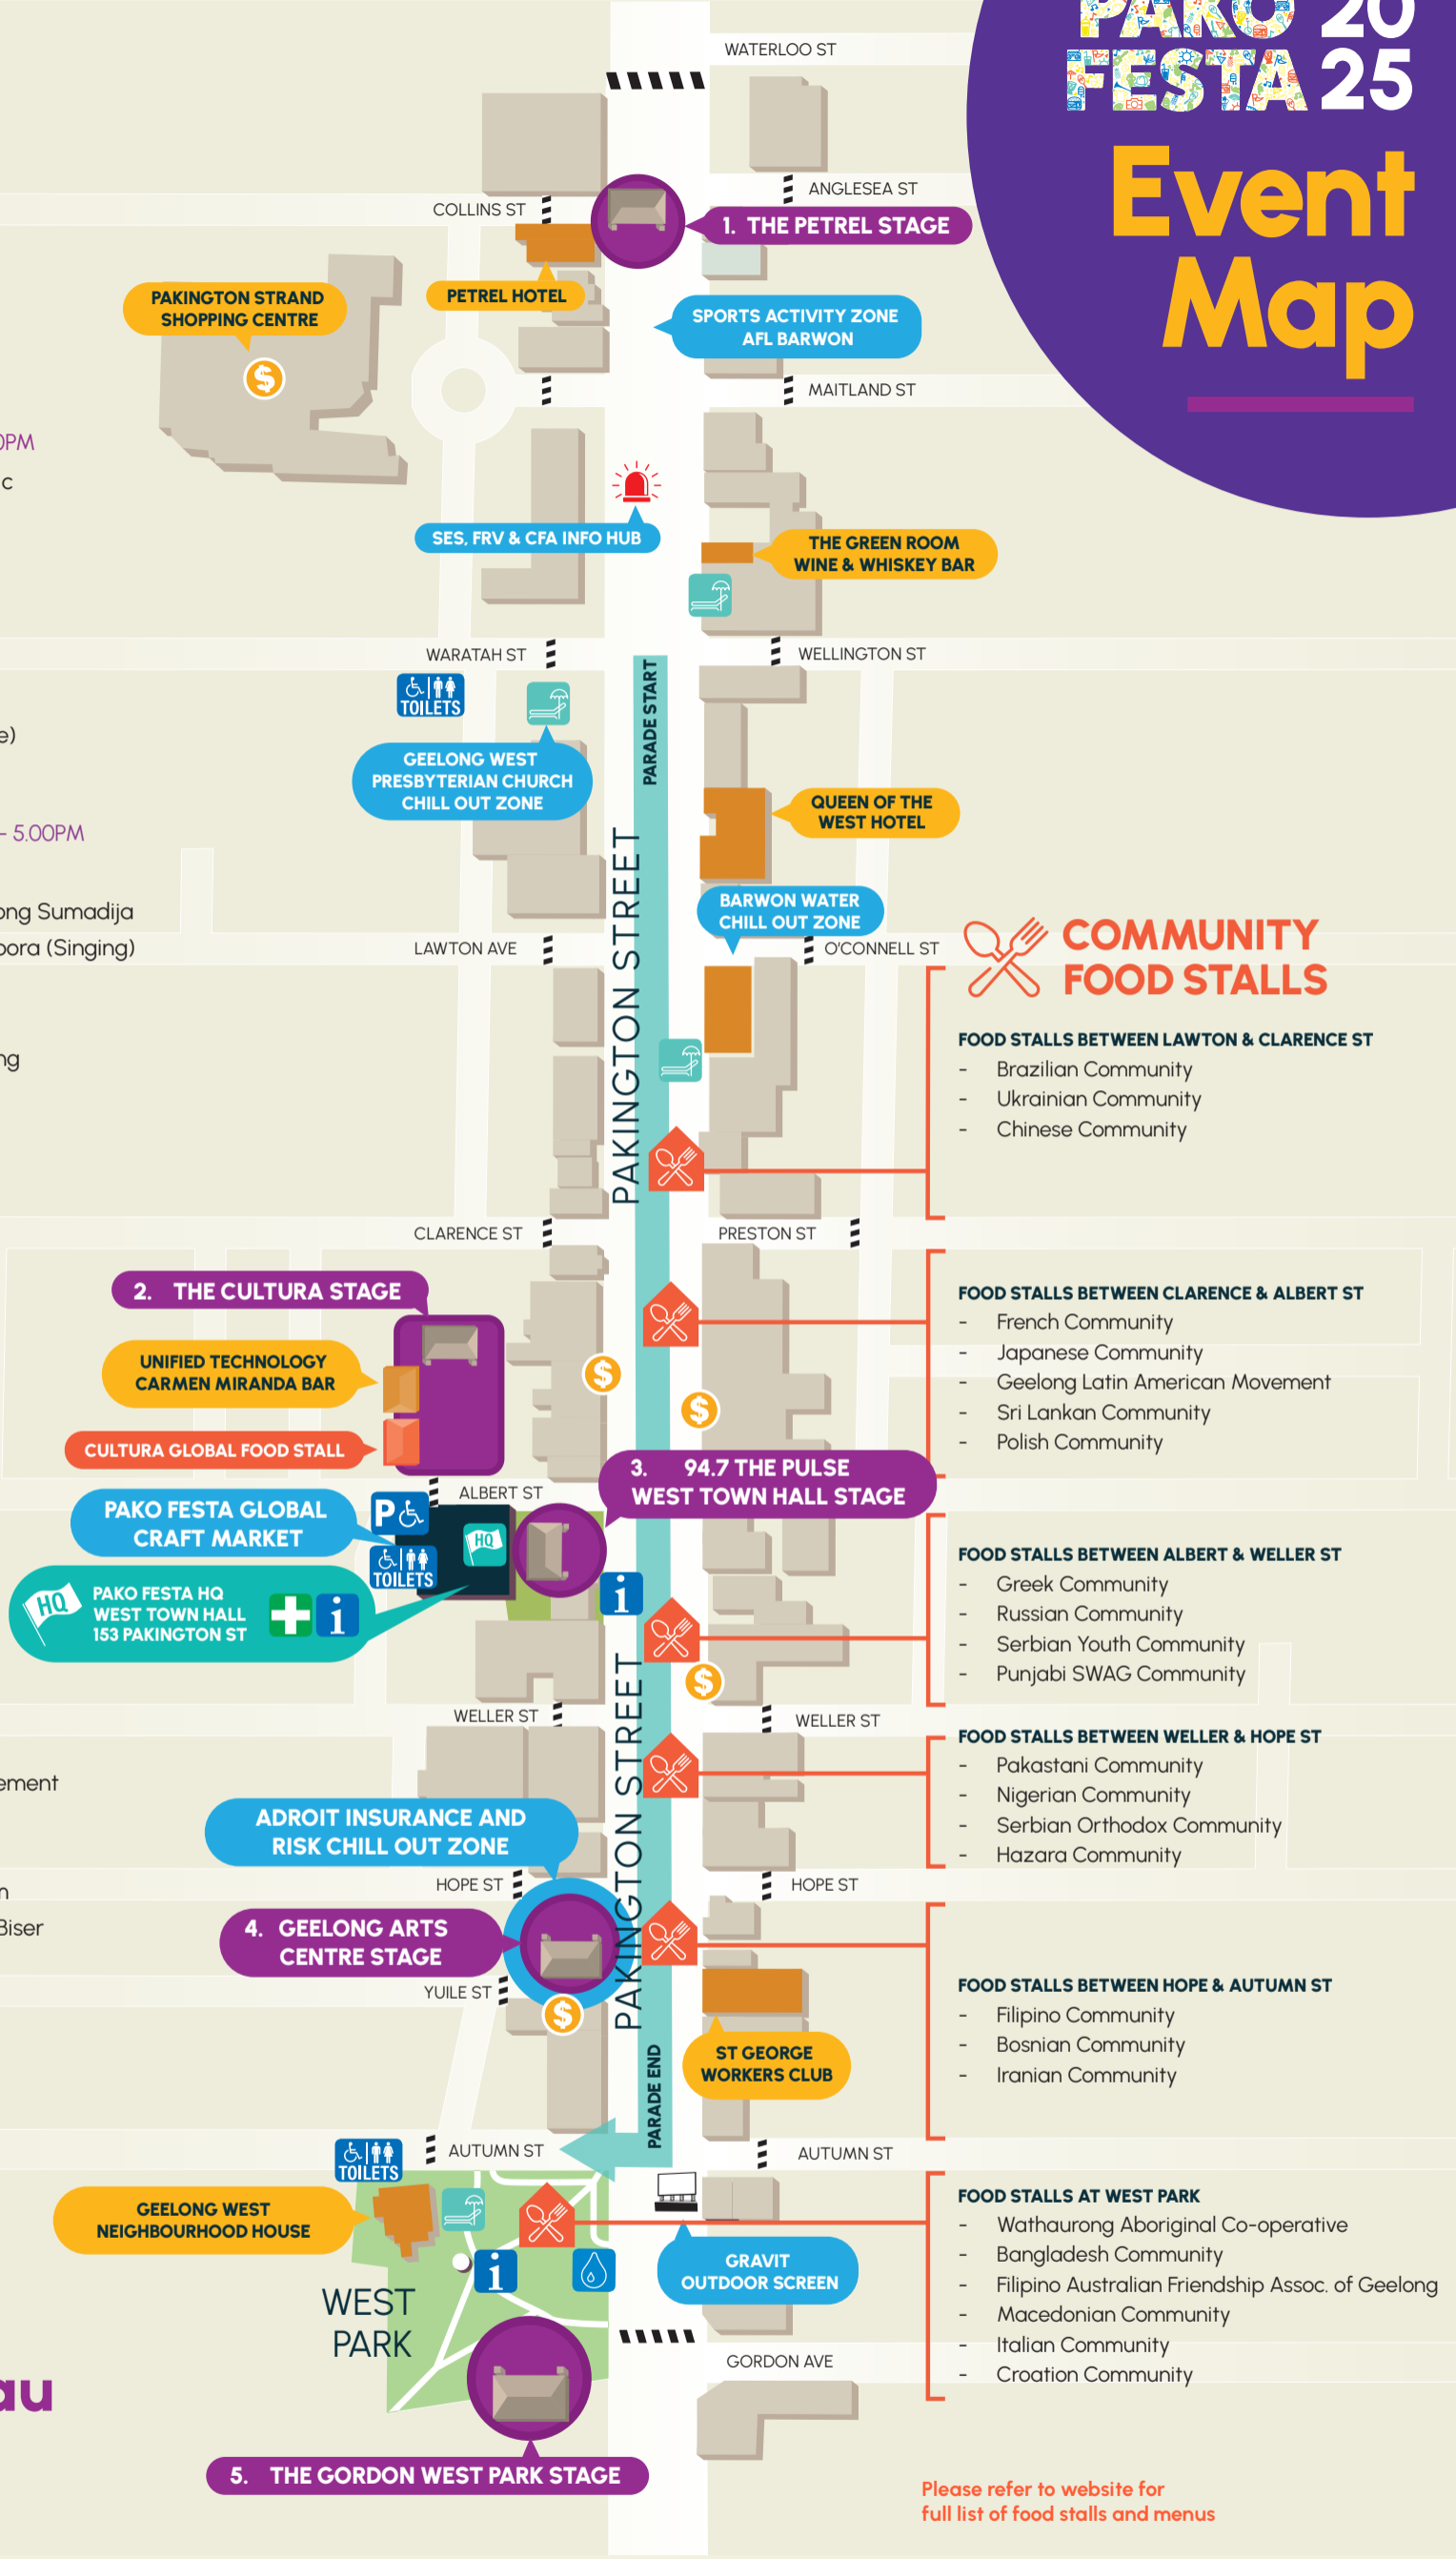 PAKO 20
FESTA 25
Event
Map
WATERLOO ST
ANGLESEA ST
COLLINS ST
1. THE PETREL STAGE
PETREL HOTEL
PAKINGTON STRAND
SHOPPING CENTRE
$
SPORTS ACTIVITY ZONE
AFL BARWON
MAITLAND ST
0PM
c
SES, FRV & CFA INFO HUB
THE GREEN ROOM
WINE & WHISKEY BAR
WARATAH ST
WELLINGTON ST
TOILETS
PARADE START
e)
GEELONG WEST
PRESBYTERIAN CHURCH
CHILL OUT ZONE
QUEEN OF THE
WEST HOTEL
- 5.00PM
PAKINGTON STREET
BARWON WATER
CHILL OUT ZONE
ong Sumadija
oora (Singing)
LAWTON AVE
O'CONNELL ST
COMMUNITY
FOOD STALLS
ng
FOOD STALLS BETWEEN LAWTON & CLARENCE ST
- Brazilian Community
- Ukrainian Community
- Chinese Community
CLARENCE ST
PRESTON ST
2. THE CULTURA STAGE
UNIFIED TECHNOLOGY
CARMEN MIRANDA BAR
CULTURA GLOBAL FOOD STALL
$
$
FOOD STALLS BETWEEN CLARENCE & ALBERT ST
- French Community
- Japanese Community
- Geelong Latin American Movement
- Sri Lankan Community
- Polish Community
3. 94.7 THE PULSE
WEST TOWN HALL STAGE
ALBERT ST
PAKO FESTA GLOBAL
CRAFT MARKET
P
HQ
TOILETS
HQ
PAKO FESTA HQ
WEST TOWN HALL
153 PAKINGTON ST
i
i
FOOD STALLS BETWEEN ALBERT & WELLER ST
- Greek Community
- Russian Community
- Serbian Youth Community
- Punjabi SWAG Community
$
PAKINGTON STREET
WELLER ST
WELLER ST
FOOD STALLS BETWEEN WELLER & HOPE ST
- Pakastani Community
- Nigerian Community
- Serbian Orthodox Community
- Hazara Community
ement
ADROIT INSURANCE AND
RISK CHILL OUT ZONE
HOPE ST
HOPE ST
n
Biser
4. GEELONG ARTS
CENTRE STAGE
YUILE ST
$
FOOD STALLS BETWEEN HOPE & AUTUMN ST
- Filipino Community
- Bosnian Community
- Iranian Community
ST GEORGE
WORKERS CLUB
PARADE END
AUTUMN ST
AUTUMN ST
TOILETS
GEELONG WEST
NEIGHBOURHOOD HOUSE
i
GRAVIT
OUTDOOR SCREEN
FOOD STALLS AT WEST PARK
- Wathaurong Aboriginal Co-operative
- Bangladesh Community
- Filipino Australian Friendship Assoc. of Geelong
- Macedonian Community
- Italian Community
- Croation Community
WEST
PARK
GORDON AVE
au
5. THE GORDON WEST PARK STAGE
Please refer to website for
full list of food stalls and menus